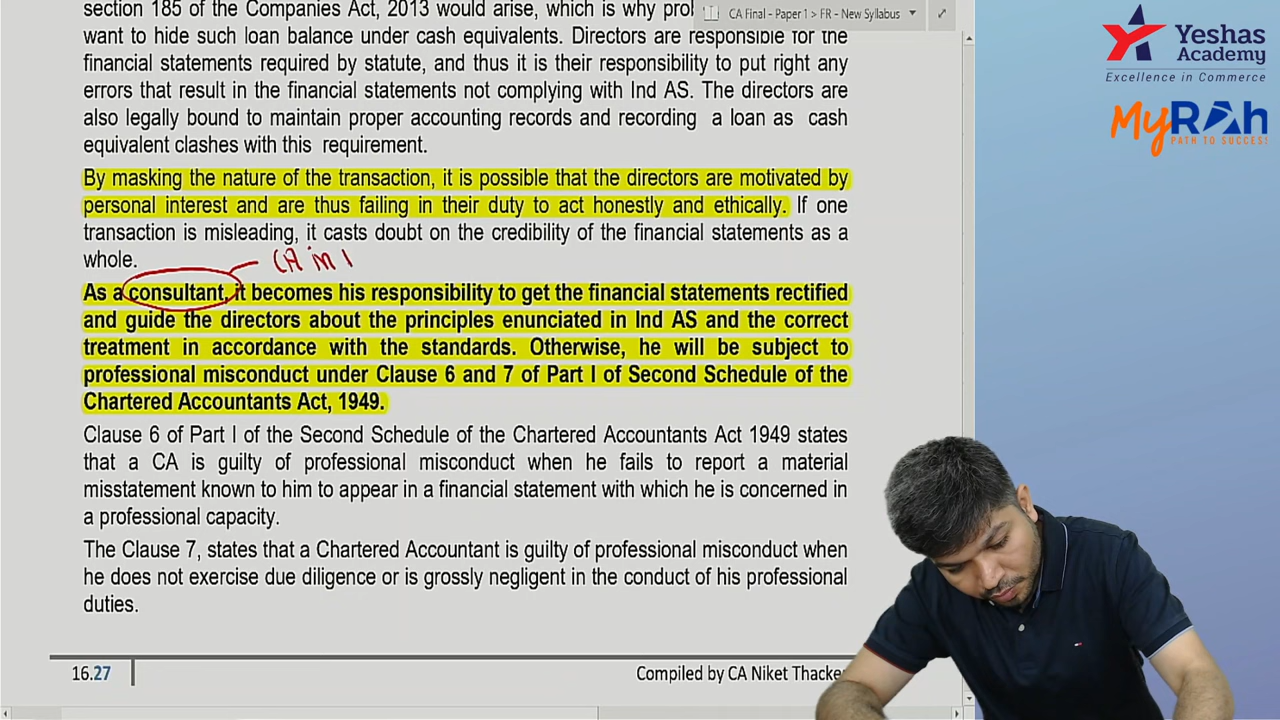 section 185 of the Companies Act, 2013 would arise, which is why
want to hide such loan balance under cash equivalents. Directors are responsible for the
financial statements required by statute, and thus it is their responsibility to put right any
errors that result in the financial statements not complying with Ind AS. The directors are
also legally bound to maintain proper accounting records and recording a loan as cash
equivalent clashes with this requirement.
By masking the nature of the transaction, it is possible that the directors are motivated by
personal interest and are thus failing in their duty to act honestly and ethically. If one
transaction is misleading, it casts doubt on the credibility of the financial statements as a
whole.
CA in
As a consultant, it becomes his responsibility to get the financial statements rectified
and guide the directors about the principles enunciated in Ind AS and the correct
treatment in accordance with the standards. Otherwise, he will be subject to
professional misconduct under Clause 6 and 7 of Part I of Second Schedule of the
Chartered Accountants Act, 1949.
Clause 6 of Part I of the Second Schedule of the Chartered Accountants Act 1949 states
that a CA is guilty of professional misconduct when he fails to report a material
misstatement known to him to appear in a financial statement with which he is concerned in
a professional capacity.
The Clause 7, states that a Chartered Accountant is guilty of professional misconduct when
he does not exercise due diligence or is grossly negligent in the conduct of his professional
duties.
16.27
Compiled by CA Niket Thacke
CA Final - Paper 1 > FR - New Syllabus
Yeshas
Academy
Excellence in Commerce
MyRAh
PATH TO SUCCESS